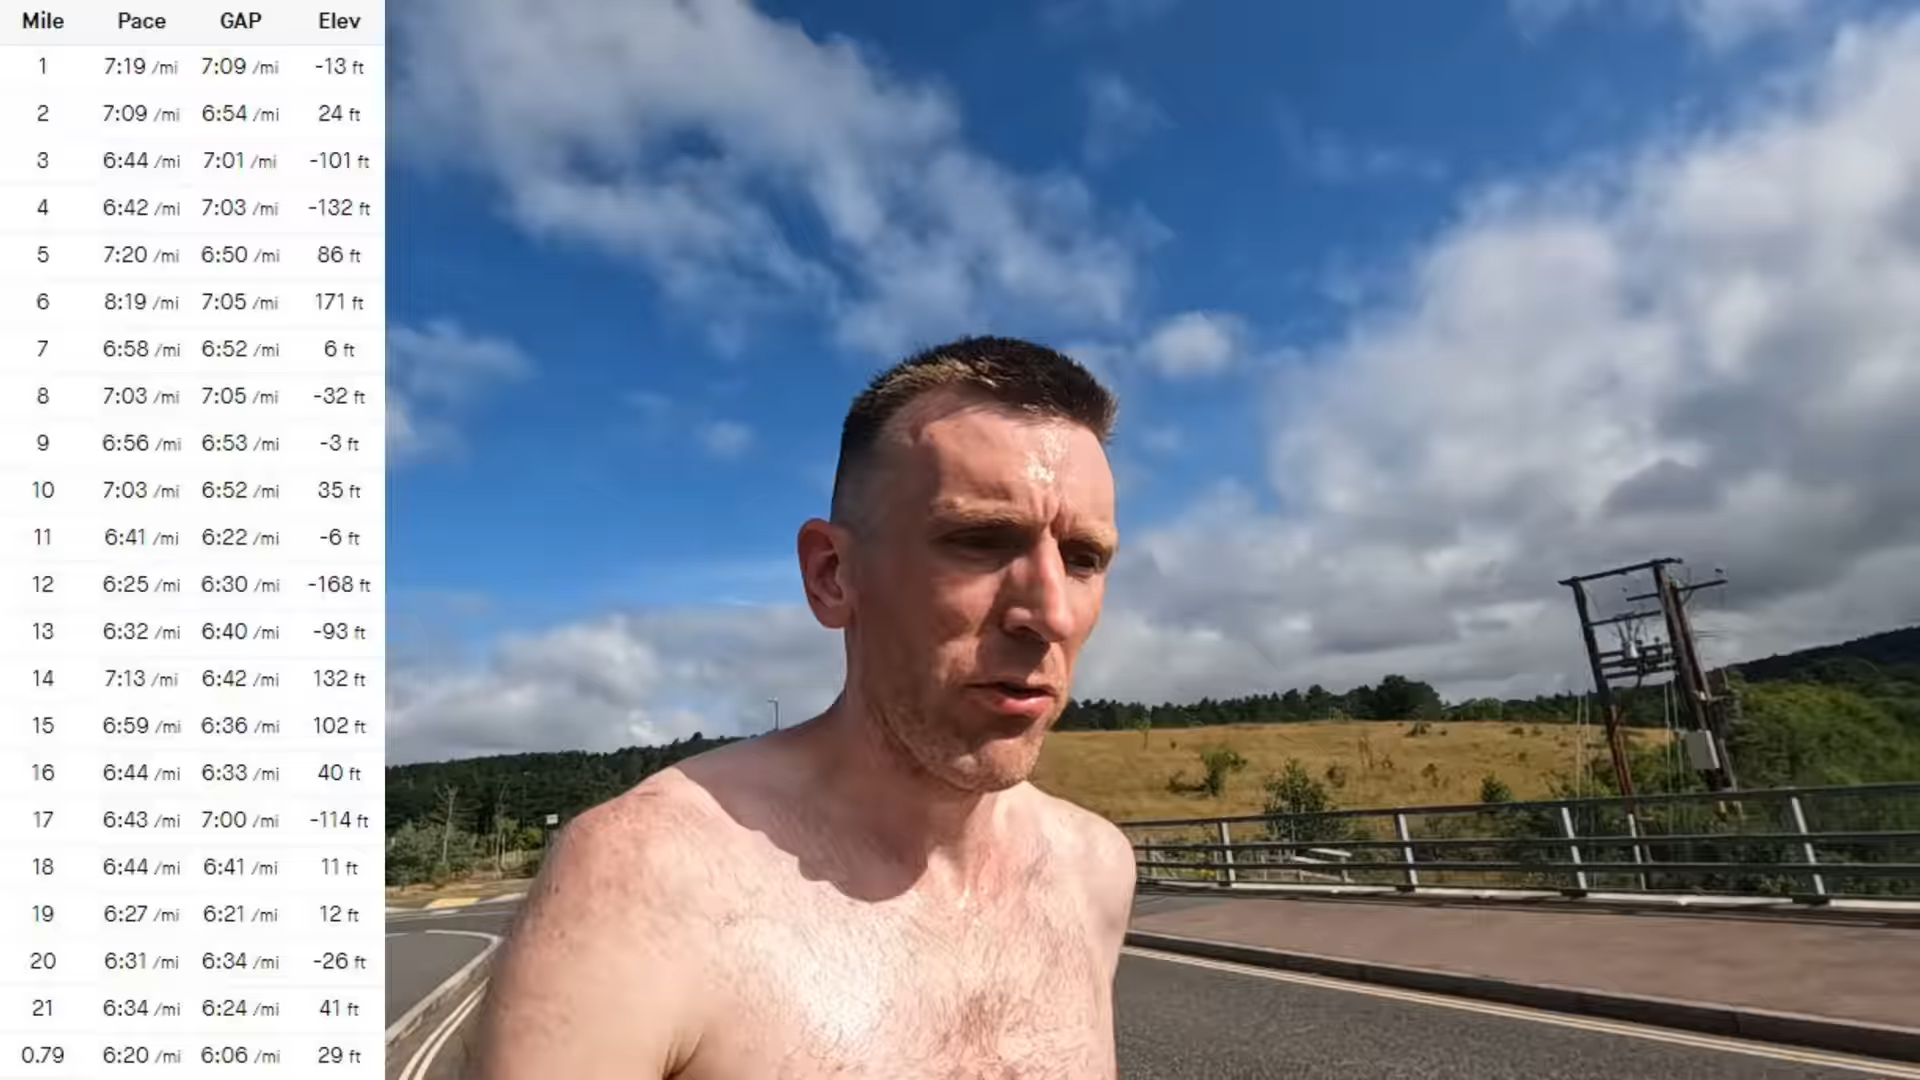 Mile Pace GAP Elev
1 7:19 /mi 7:09 /mi -13 ft
2 7:09 /mi 6:54 /mi 24 ft
3 6:44 /mi 7:01 /mi -101 ft
4 6:42 /mi 7:03 /mi -132 ft
5 7:20 /mi 6:50 /mi 86 ft
6 8:19 /mi 7:05 /mi 171 ft
7 6:58 /mi 6:52 /mi 6 ft
8 7:03 /mi 7:05 /mi -32 ft
9 6:56 /mi 6:53 /mi -3 ft
10 7:03 /mi 6:52 /mi 35 ft
11 6:41 /mi 6:22 /mi -6 ft
12 6:25 /mi 6:30 /mi -168 ft
13 6:32 /mi 6:40 /mi -93 ft
14 7:13 /mi 6:42 /mi 132 ft
15 6:59 /mi 6:36 /mi 102 ft
16 6:44 /mi 6:33 /mi 40 ft
17 6:43 /mi 7:00 /mi -114 ft
18 6:44 /mi 6:41 /mi 11 ft
19 6:27 /mi 6:21 /mi 12 ft
20 6:31 /mi 6:34 /mi -26 ft
21 6:34 /mi 6:24 /mi 41 ft
0.79 6:20 /mi 6:06 /mi 29 ft